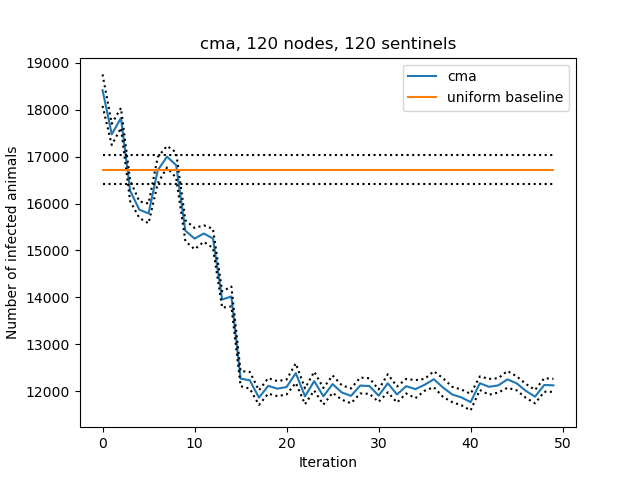 cma, 120 nodes, 120 sentinels
19000
18000
17000
16000
15000
14000
13000
12000
Number of infected animals
cma
uniform baseline
0
10
20
30
40
50
Iteration